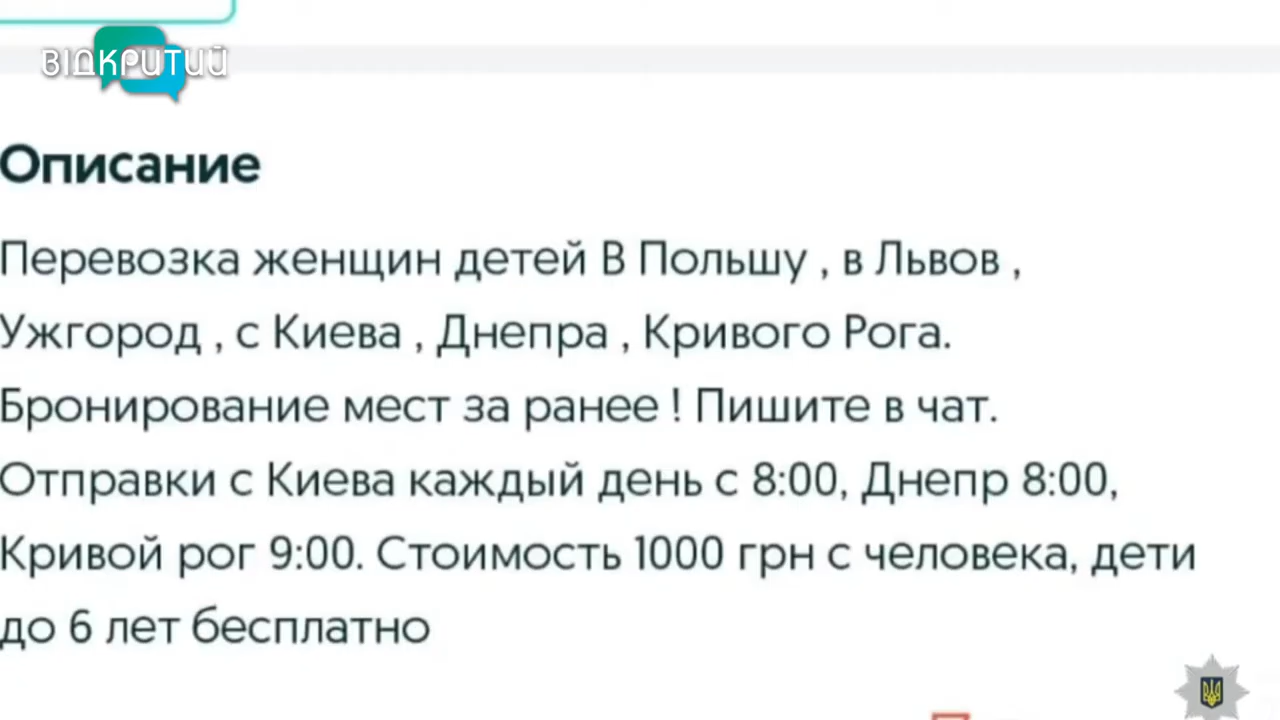 ВІДКРИТИЙ
Описание
Перевозка женщин детей В Польшу , в Львов ,
Ужгород , с Киева , Днепра , Кривого Рога.
Бронирование мест за ранее ! Пишите в чат.
Отправки с Киева каждый день с 8:00, Днепр 8:00,
Кривой рог 9:00. Стоимость 1000 грн с человека, дети
до 6 лет бесплатно